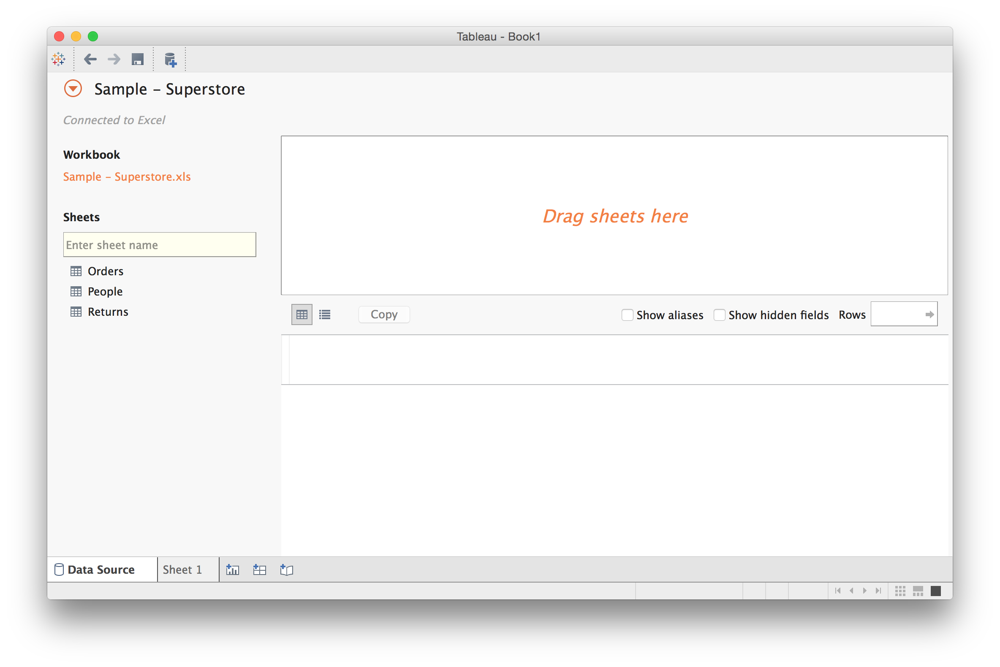 Tableau - Book1
Sample – Superstore
Connected to Excel
Workbook
Sample – Superstore.xls
Sheets
Enter sheet name
Orders
People
Returns
Drag sheets here
Copy
Show aliases
Show hidden fields
Rows
Data Source
Sheet 1